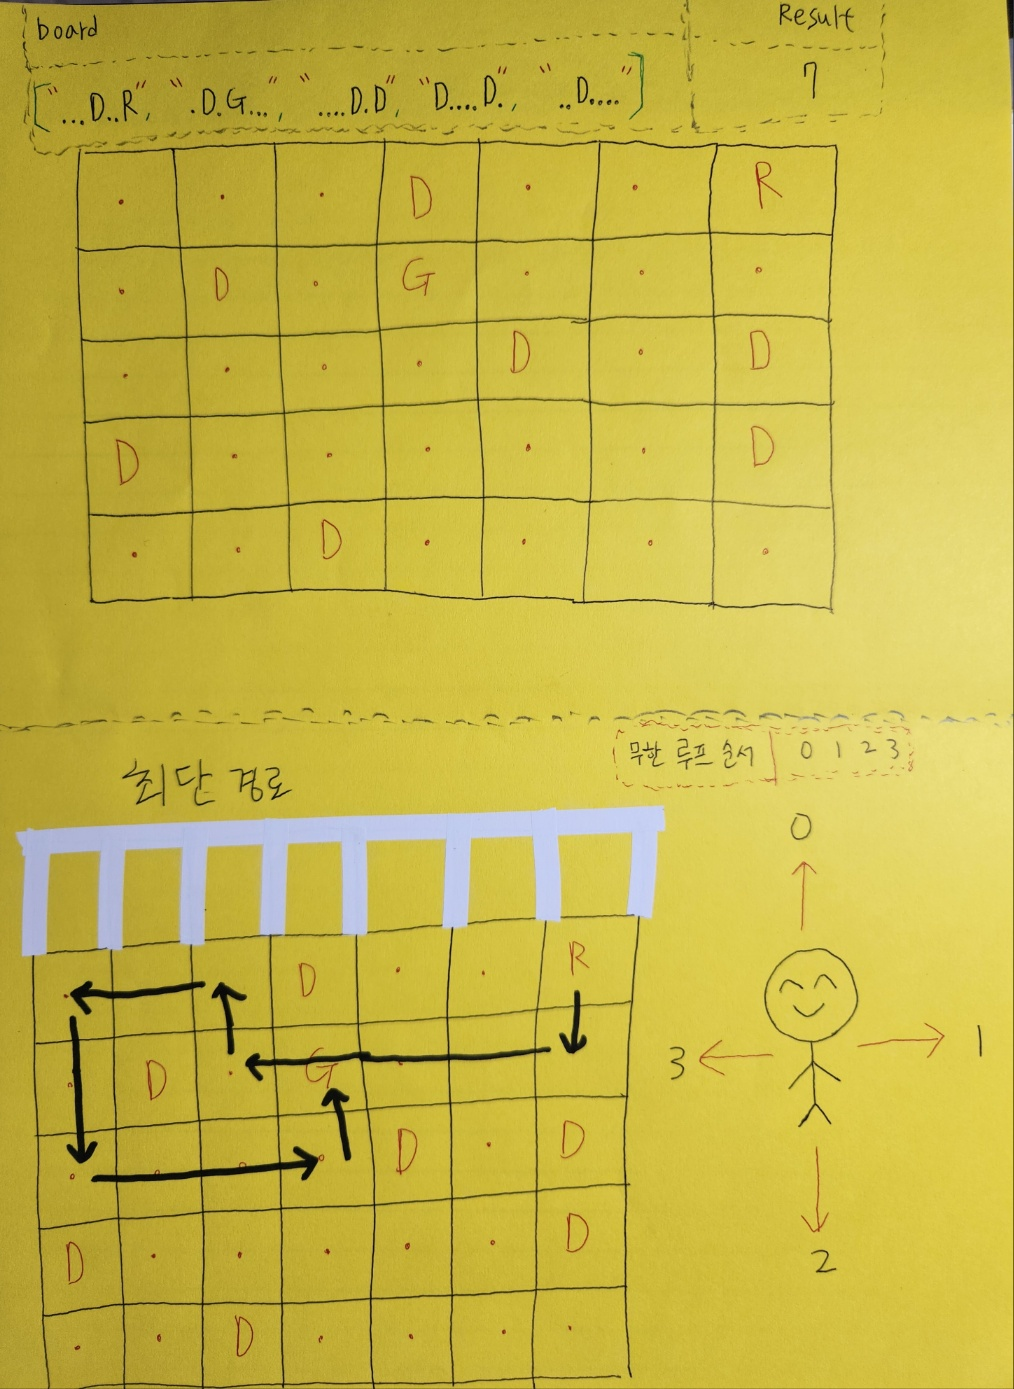 board
Result
["...D..R", ".D.G...", "....D.D", "D....D.", "..D...."]
7
. . . D . . R
. D . G . . .
. . . . D . D
D . . . . . D
. . D . . . .
무한 루프 순서 0 1 2 3
최단 경로
0
D . . R
. D . G .
3 1
. . . . D . D
D . . . . . D
2
. . D . . . .